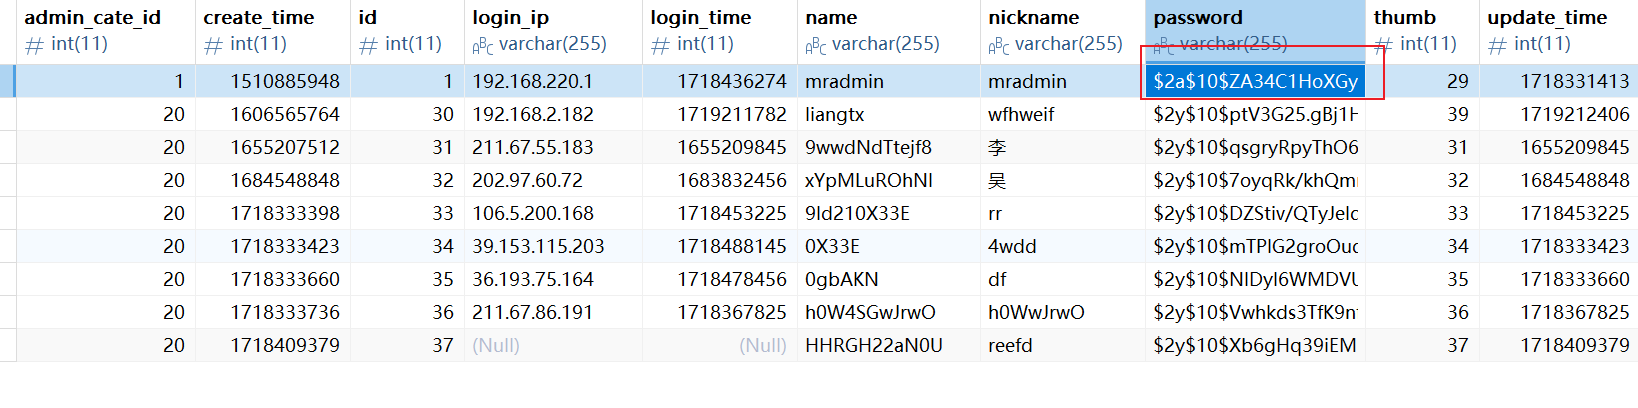 admin_cate_id create_time id login_ip login_time name nickname password thumb update_time
# int(11) # int(11) # int(11) ABC varchar(255) # int(11) ABC varchar(255) ABC varchar(255) ABC varchar(255) # int(11) # int(11)
1 1510885948 1 192.168.220.1 1718436274 mradmin mradmin $2a$10$ZA34C1HoXGy 29 1718331413
20 1606565764 30 192.168.2.182 1719211782 liangtx wfhweif $2y$10$ptV3G25.gBj1H 39 1719212406
20 1655207512 31 211.67.55.183 1655209845 9wwdNdTtejf8 李 $2y$10$qsgryRpyThO6 31 1655209845
20 1684548848 32 202.97.60.72 1683832456 xYpMLuROhNI 吴 $2y$10$7oyqRk/khQm 32 1684548848
20 1718333398 33 106.5.200.168 1718453225 9ld210X33E rr $2y$10$DZStiv/QTyJelc 33 1718453225
20 1718333423 34 39.153.115.203 1718488145 0X33E 4wdd $2y$10$mTPlG2groOuc 34 1718333423
20 1718333660 35 36.193.75.164 1718478456 0gbAKN df $2y$10$NIDyl6WMDVU 35 1718333660
20 1718333736 36 211.67.86.191 1718367825 h0W4SGwJrwO h0WwJrwO $2y$10$Vwhkds3TfK9n 36 1718367825
20 1718409379 37 (Null) (Null) HHRGH22aN0U reefd $2y$10$Xb6gHq39iEM 37 1718409379